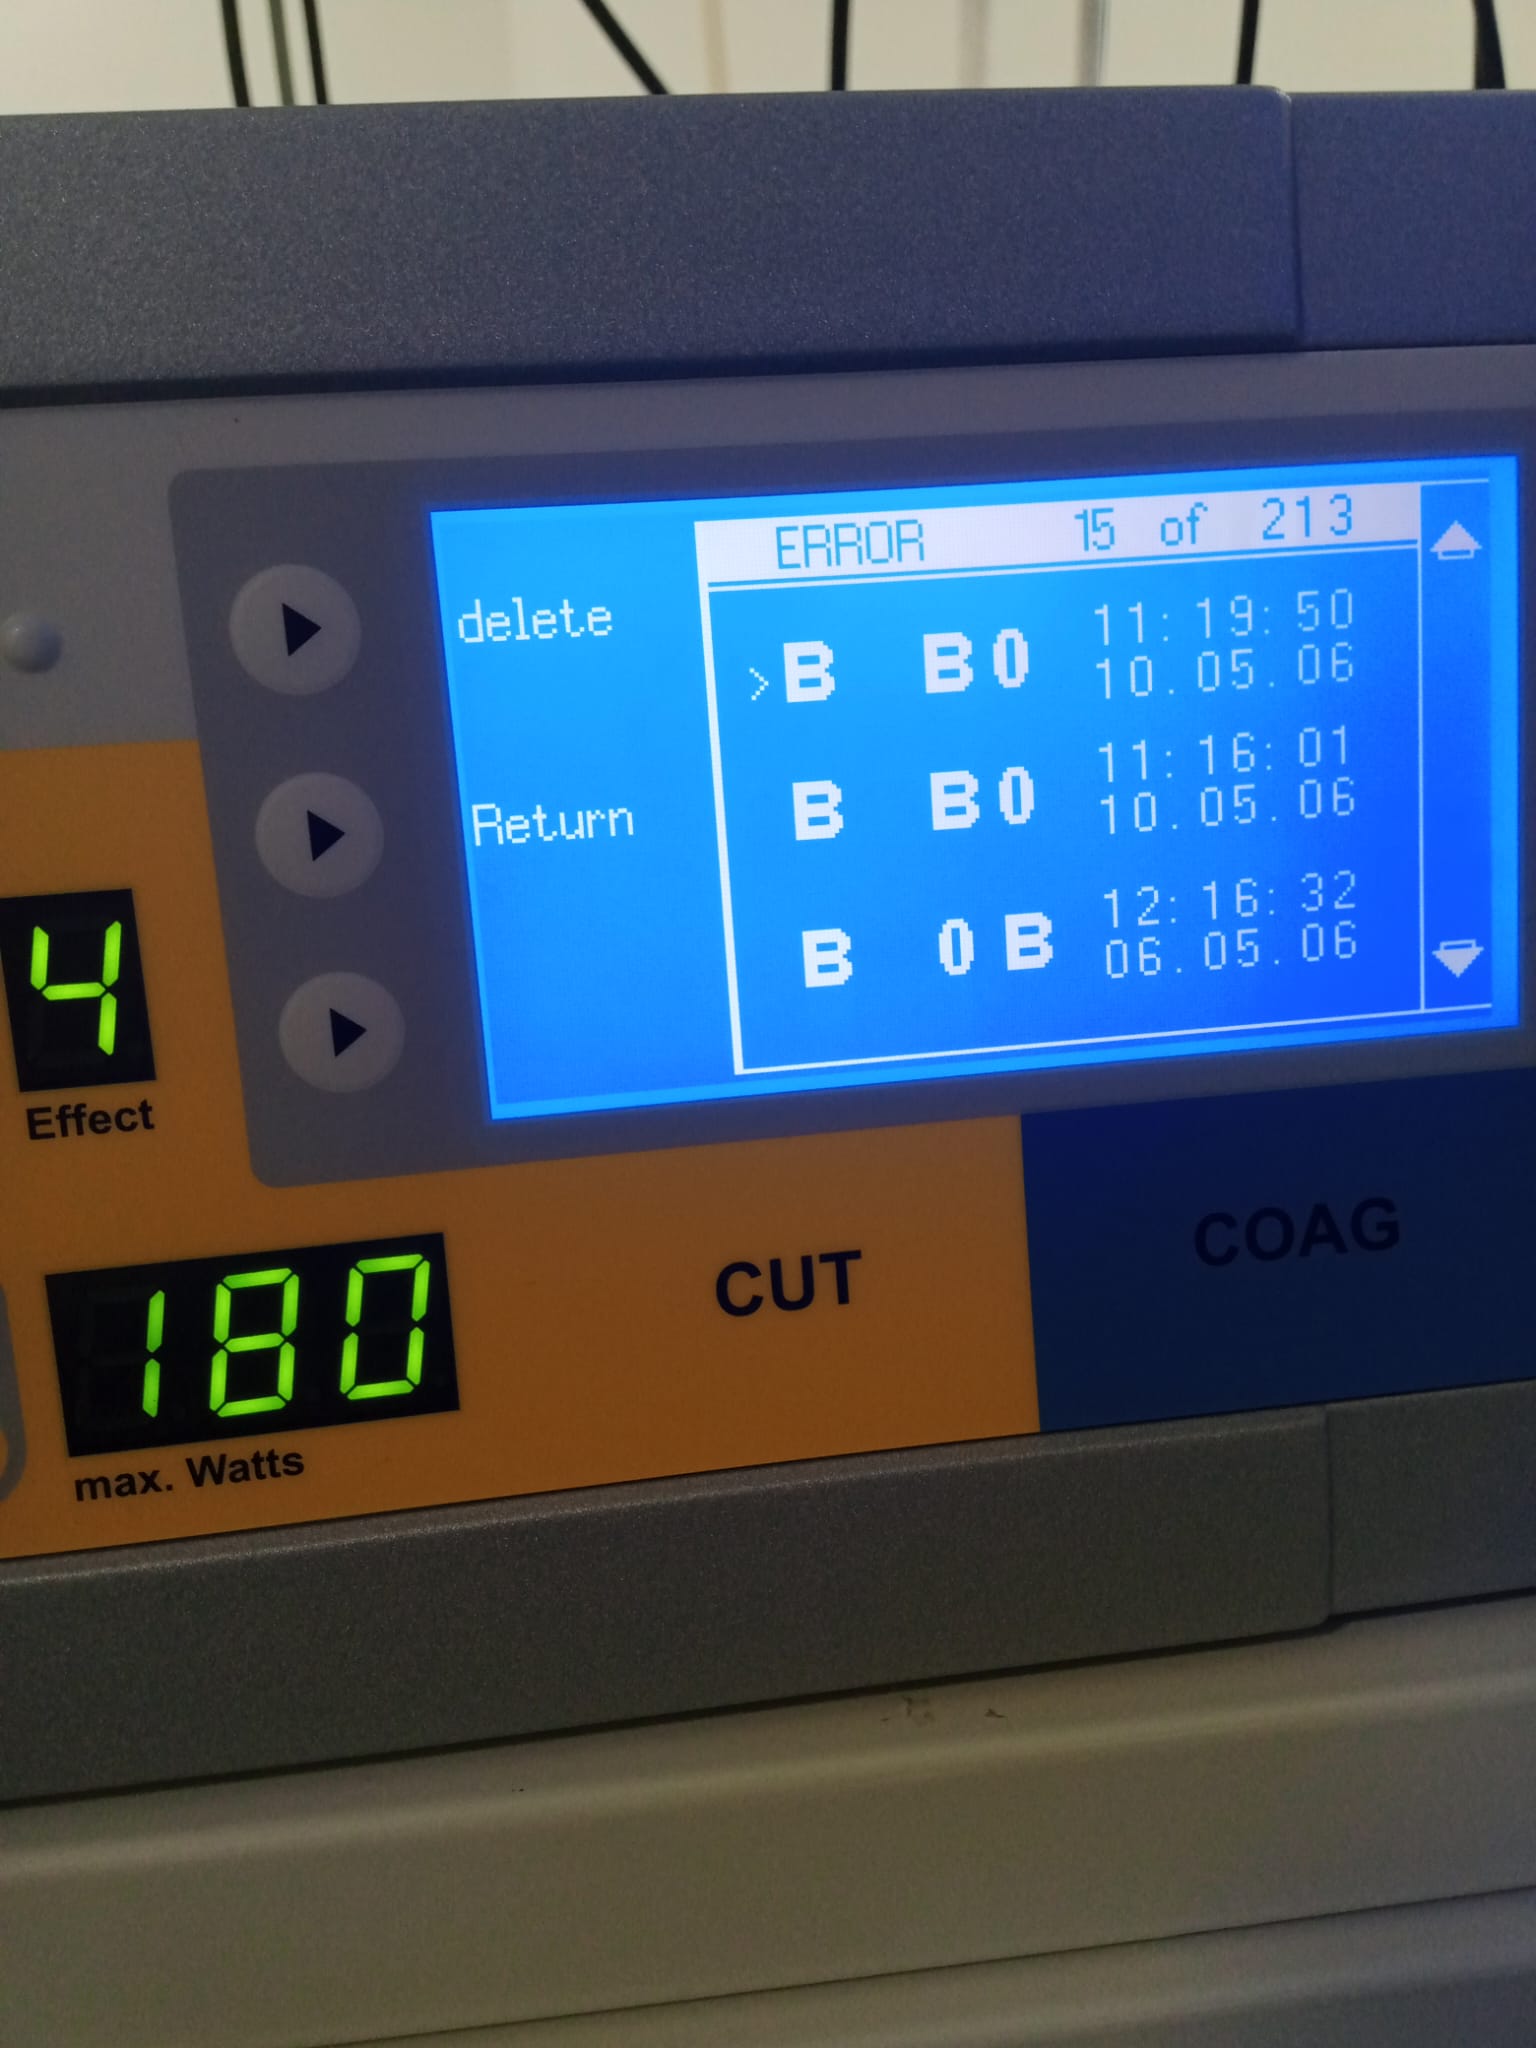 ERROR 15 of 213
delete
>B B0 11:19:50
10.05.06
Return
B B0 11:16:01
10.05.06
B 0B 12:16:32
06.05.06
4
Effect
180
max. Watts
CUT
COAG